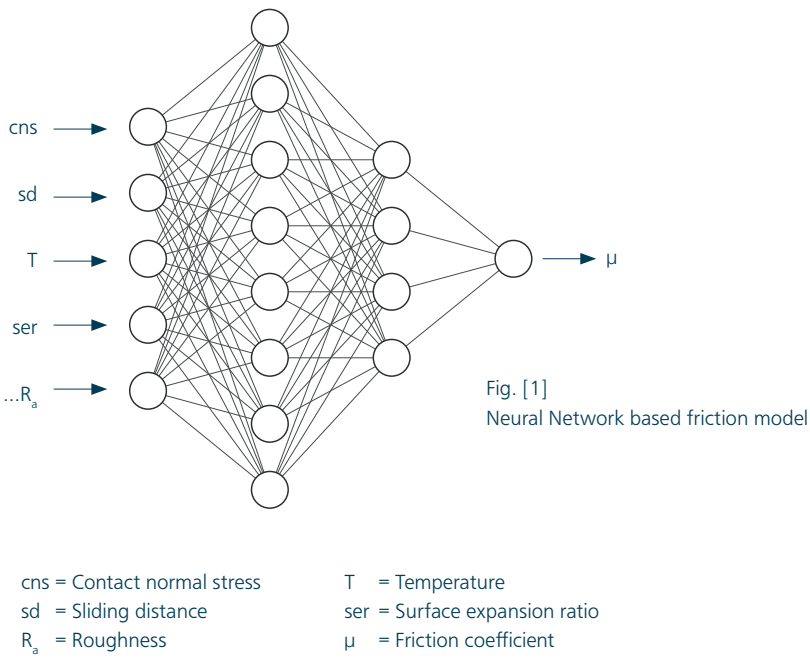 cns
sd
T
ser
...Rₐ
μ
Fig. [1]
Neural Network based friction model
cns = Contact normal stress
sd = Sliding distance
Rₐ = Roughness
T = Temperature
ser = Surface expansion ratio
μ = Friction coefficient